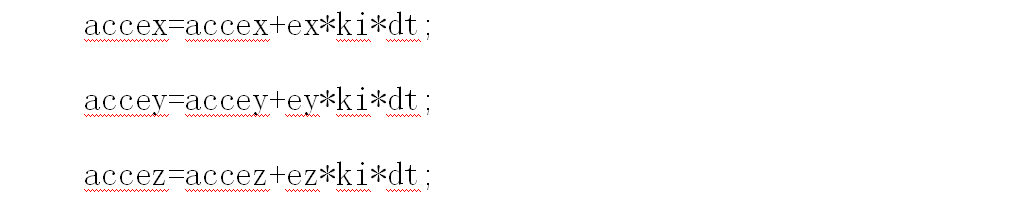 accex=accex+ex*ki*dt;
accey=accey+ey*ki*dt;
accez=accez+ez*ki*dt;